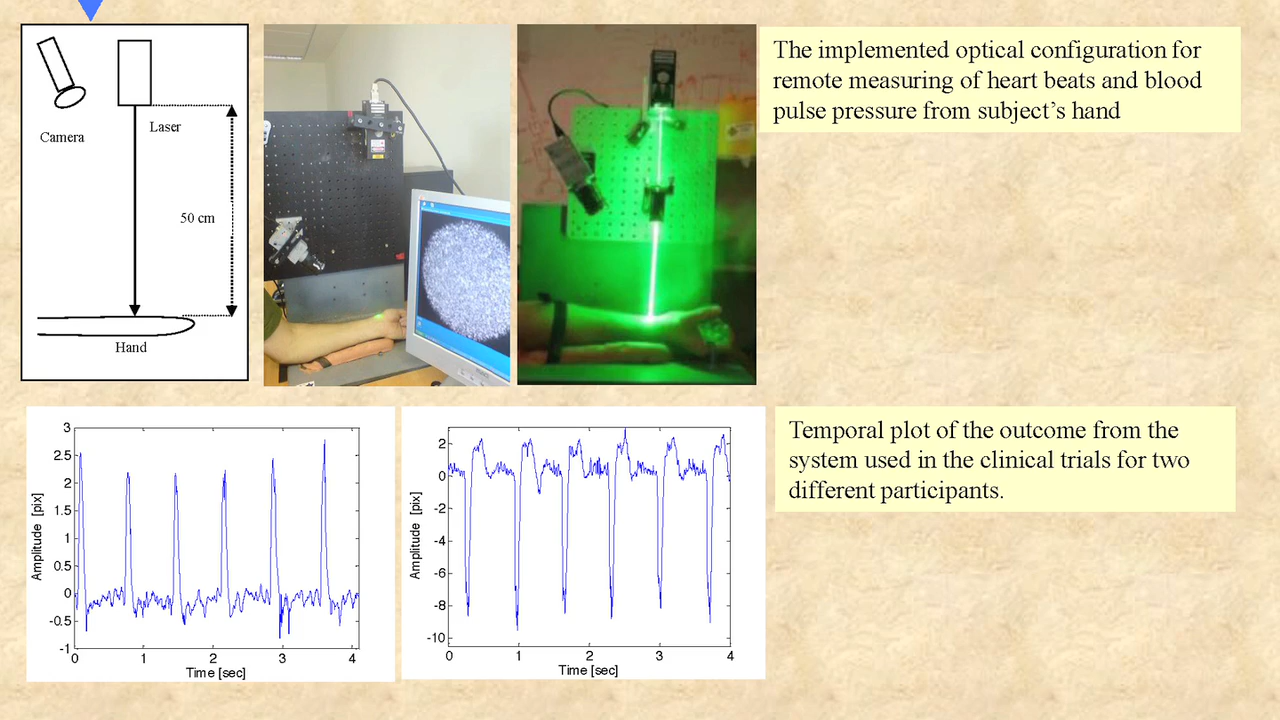 The implemented optical configuration for
remote measuring of heart beats and blood
pulse pressure from subject’s hand
Camera
Laser
50 cm
Hand
Temporal plot of the outcome from the
system used in the clinical trials for two
different participants.
3
2.5
2
1.5
1
0.5
0
-0.5
-1
Amplitude [pix]
0 1 2 3 4
Time [sec]
2
0
-2
-4
-6
-8
-10
Amplitude [pix]
0 1 2 3 4
Time [sec]